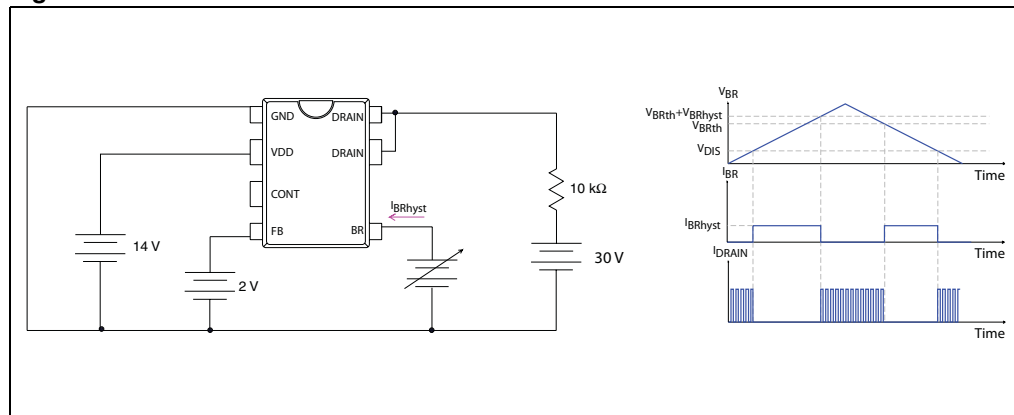 GND
DRAIN
VDD
DRAIN
CONT
FB
BR
IBRhyst
14 V
2 V
10 kΩ
30 V
VBR
VBRth+VBRhyst
VBRth
VDIS
Time
IBR
IBRhyst
Time
IDRAIN
Time